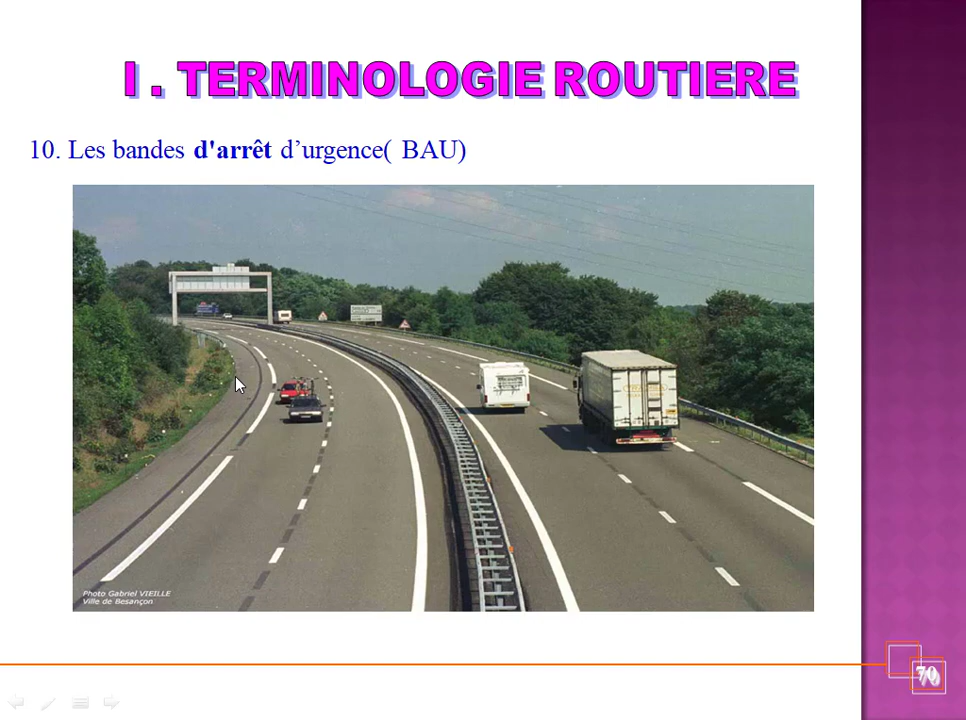 I . TERMINOLOGIE ROUTIERE
10. Les bandes d'arrêt d’urgence( BAU)
Photo Gabriel VIEILLE
Ville de Besançon
70